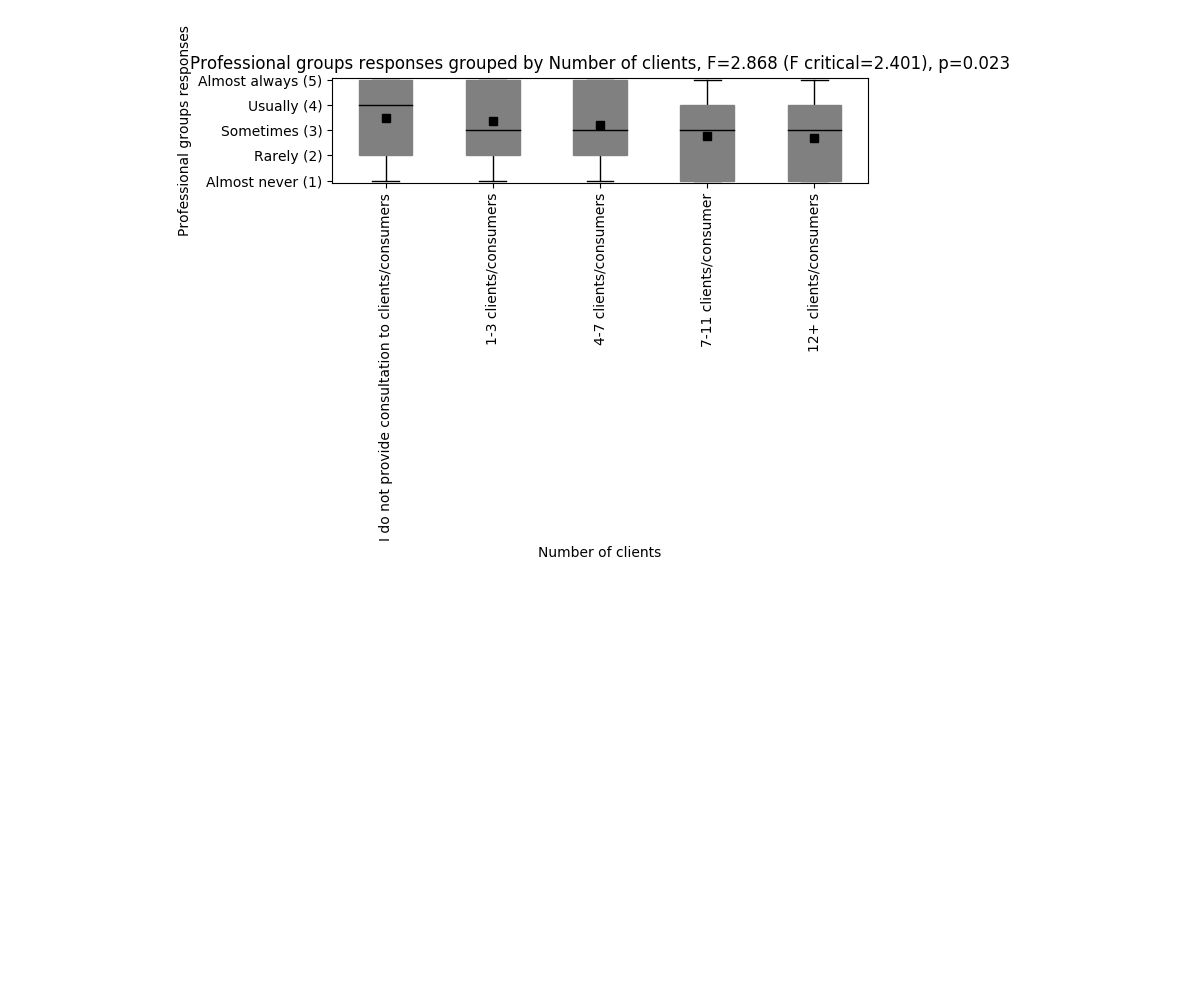 Professional groups responses grouped by Number of clients, F=2.868 (F critical=2.401), p=0.023
Professional groups responses
Almost always (5)
Usually (4)
Sometimes (3)
Rarely (2)
Almost never (1)
I do not provide consultation to clients/consumers
1-3 clients/consumers
4-7 clients/consumers
7-11 clients/consumer
12+ clients/consumers
Number of clients